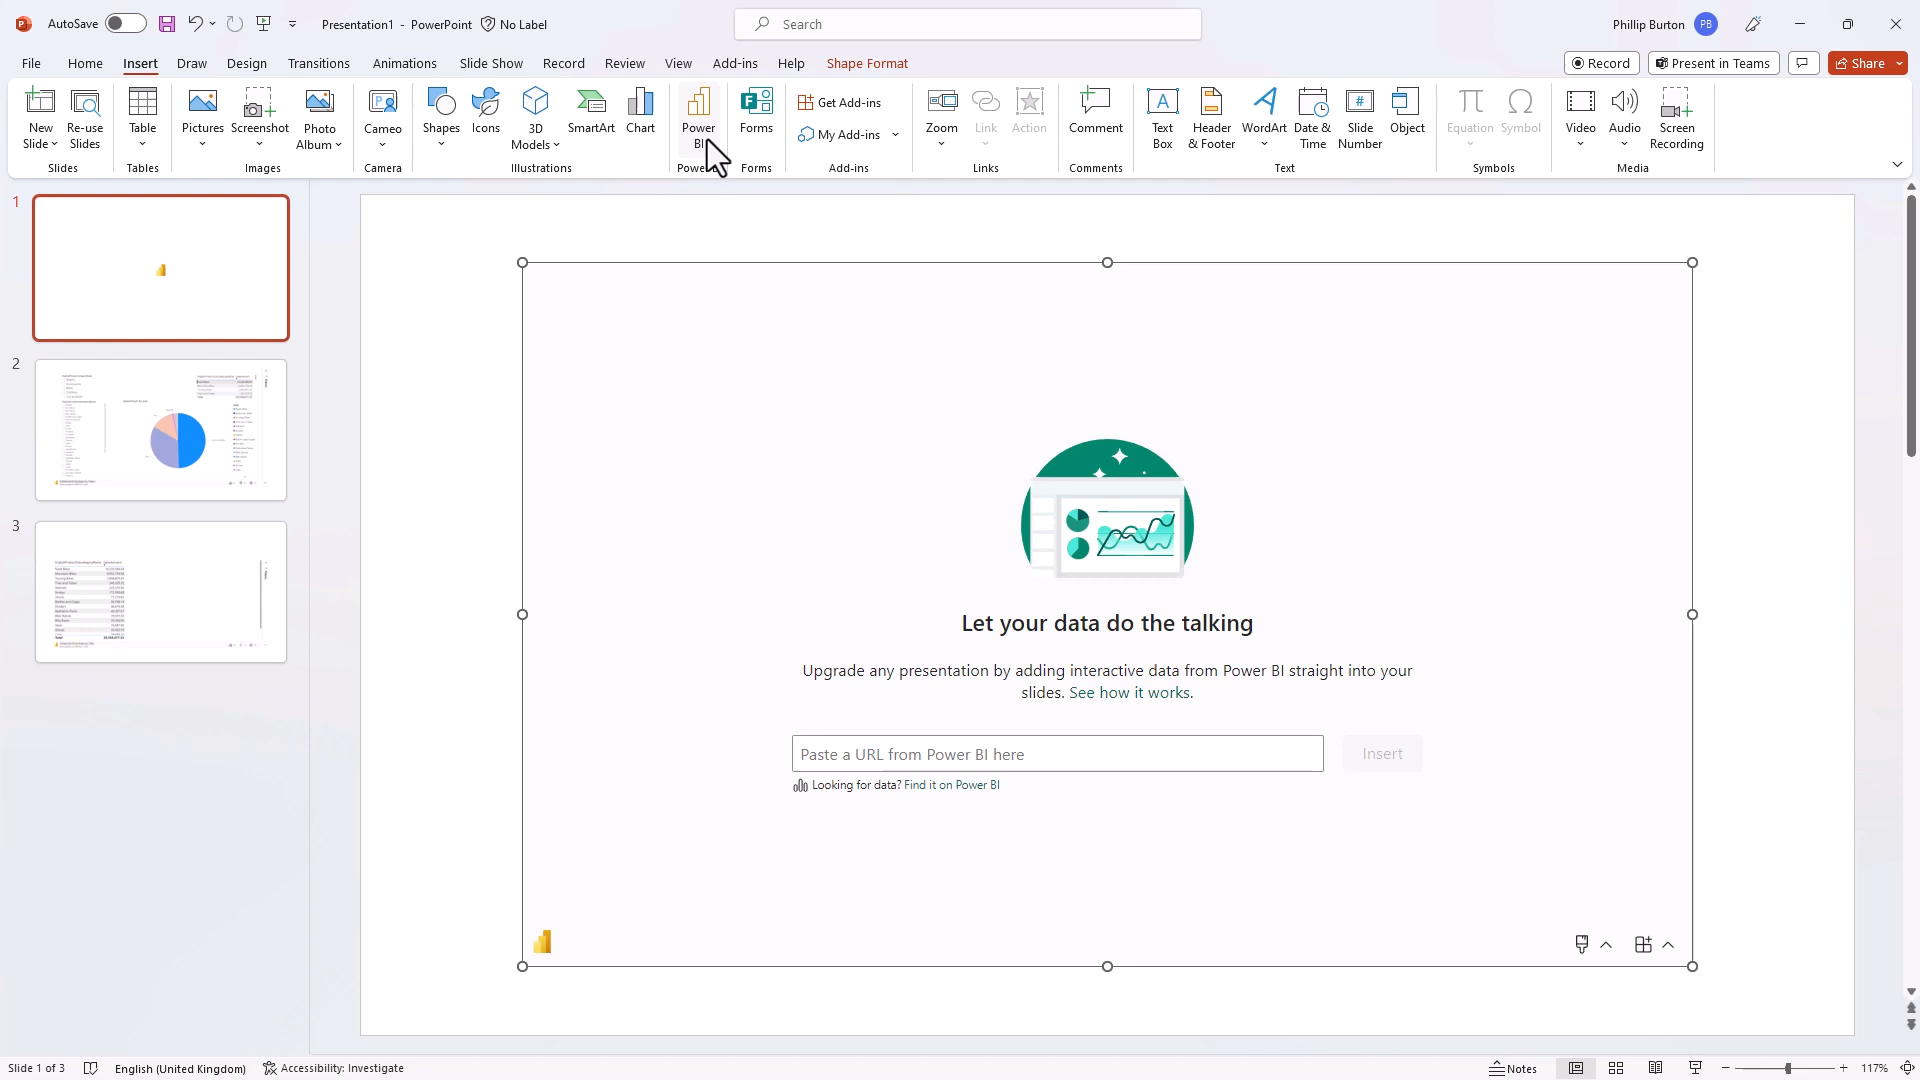 AutoSave
Presentation1 - PowerPoint
No Label
Search
Phillip Burton
PB
File Home Insert Draw Design Transitions Animations Slide Show Record Review View Add-ins Help Shape Format
Record
Present in Teams
Share
New Slide
Re-use Slides
Table
Pictures
Screenshot
Photo Album
Cameo
Shapes
Icons
3D Models
SmartArt
Chart
Power BI
Forms
Get Add-ins
My Add-ins
Zoom
Link
Action
Comment
Text Box
Header & Footer
WordArt
Date & Time
Slide Number
Object
Equation
Symbol
Video
Audio
Screen Recording
Slides
Tables
Images
Camera
Illustrations
Forms
Add-ins
Links
Comments
Text
Symbols
Media
1
2
3
Let your data do the talking
Upgrade any presentation by adding interactive data from Power BI straight into your
slides. See how it works.
Paste a URL from Power BI here
Insert
Looking for data? Find it on Power BI
Slide 1 of 3
English (United Kingdom)
Accessibility: Investigate
Notes
117%